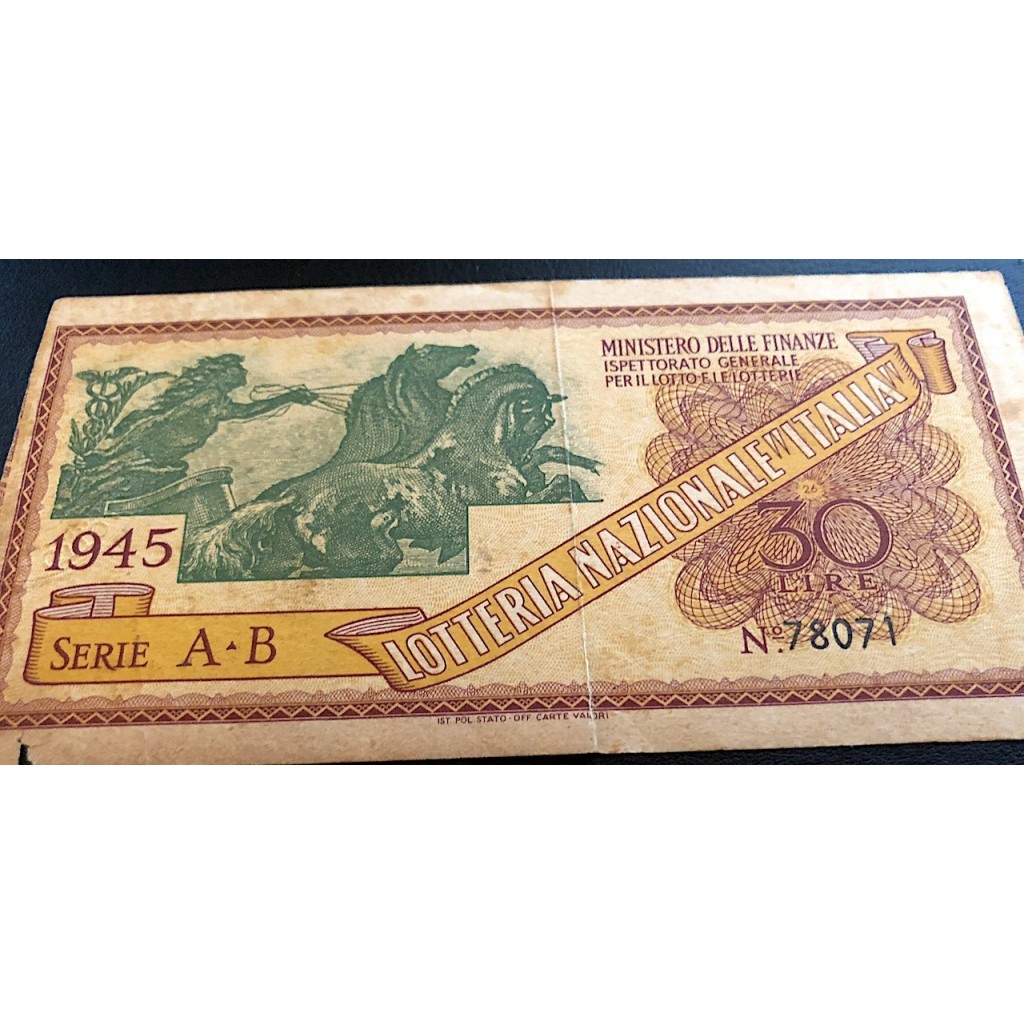 MINISTERO DELLE FINANZE
ISPETTORATO GENERALE
PER IL LOTTO E LE LOTTERIE
LOTTERIA NAZIONALE "ITALIA"
1945
SERIE A▲B
30
LIRE
Nº. 78071
IST POL STATO - OFF CARTE VALORI